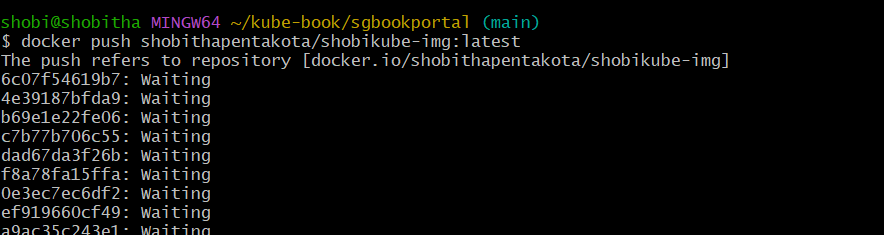 shobi@shobitha MINGW64 ~/kube-book/sgbookportal (main)
$ docker push shobithapentakota/shobikube-img:latest
The push refers to repository [docker.io/shobithapentakota/shobikube-img]
6c07f54619b7: Waiting
4e39187bfda9: Waiting
b69e1e22fe06: Waiting
c7b77b706c55: Waiting
dad67da3f26b: Waiting
f8a78fa15ffa: Waiting
0e3ec7ec6df2: Waiting
ef919660cf49: Waiting
a9ac35c243e1: Waiting